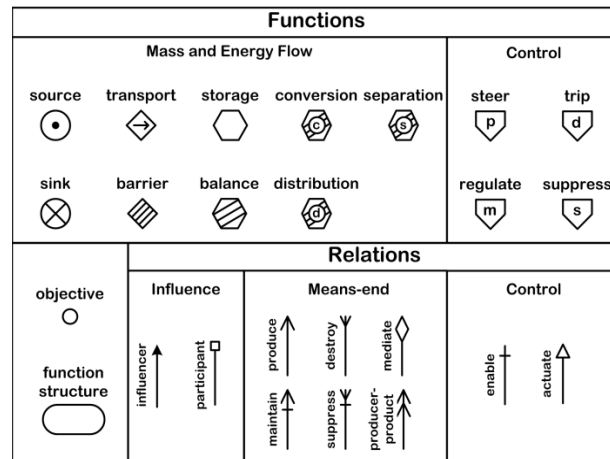 Functions
Mass and Energy Flow
Control
source transport storage conversion separation
steer trip
c s
p d
sink barrier balance distribution
regulate suppress
d
m s
Relations
objective
function
structure
Influence
Means-end
Control
influencer
participant
produce
destroy
mediate
maintain
suppress
producer-
product
enable
actuate